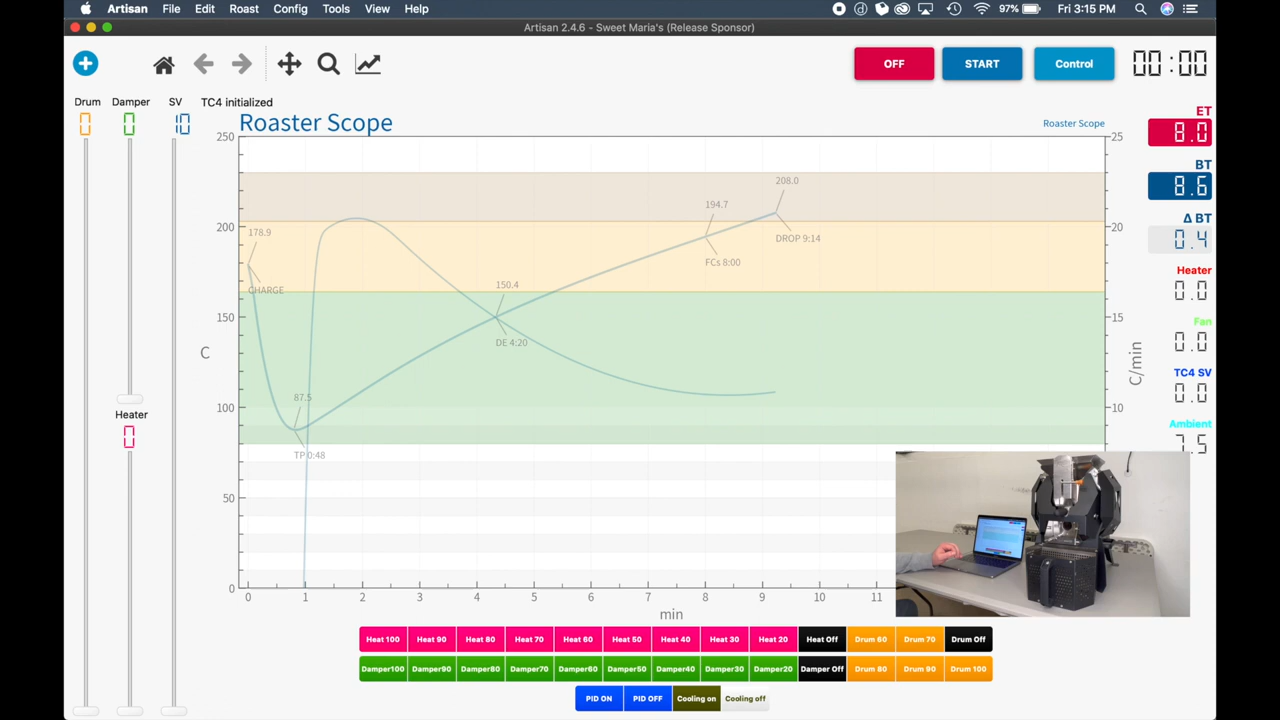 Artisan File Edit Roast Config Tools View Help 97% Fri 3:15 PM
Artisan 2.4.6 - Sweet Maria's (Release Sponsor)
OFF START Control 00:00
Drum Damper SV TC4 initialized
0 0 10
Roaster Scope
Roaster Scope
ET
8.0
BT
8.6
Δ BT
0.4
Heater
0.0
Fan
0.0
TC4 SV
0.0
Ambient
7.5
Heater
0
250
200
150
100
50
0
C
25
20
15
10
C/min
178.9
CHARGE
87.5
TP 0:48
150.4
DE 4:20
194.7
FCs 8:00
208.0
DROP 9:14
0 1 2 3 4 5 6 7 8 9 10 11
min
Heat 100 Heat 90 Heat 80 Heat 70 Heat 60 Heat 50 Heat 40 Heat 30 Heat 20 Heat Off Drum 60 Drum 70 Drum Off
Damper100 Damper90 Damper80 Damper70 Damper60 Damper50 Damper40 Damper30 Damper20 Damper Off Drum 80 Drum 90 Drum 100
PID ON PID OFF Cooling on Cooling off